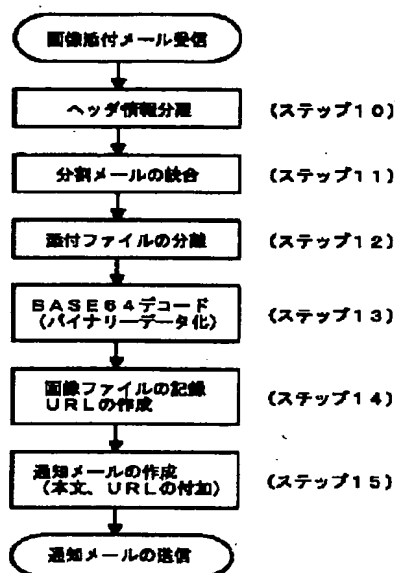 画像添付メール受信
ヘッダ情報分離 (ステップ10)
分割メールの統合 (ステップ11)
添付ファイルの分離 (ステップ12)
BASE64デコード
(バイナリーデータ化) (ステップ13)
画像ファイルの記録
URLの作成 (ステップ14)
通知メールの作成
(本文、URLの付加) (ステップ15)
通知メールの送信